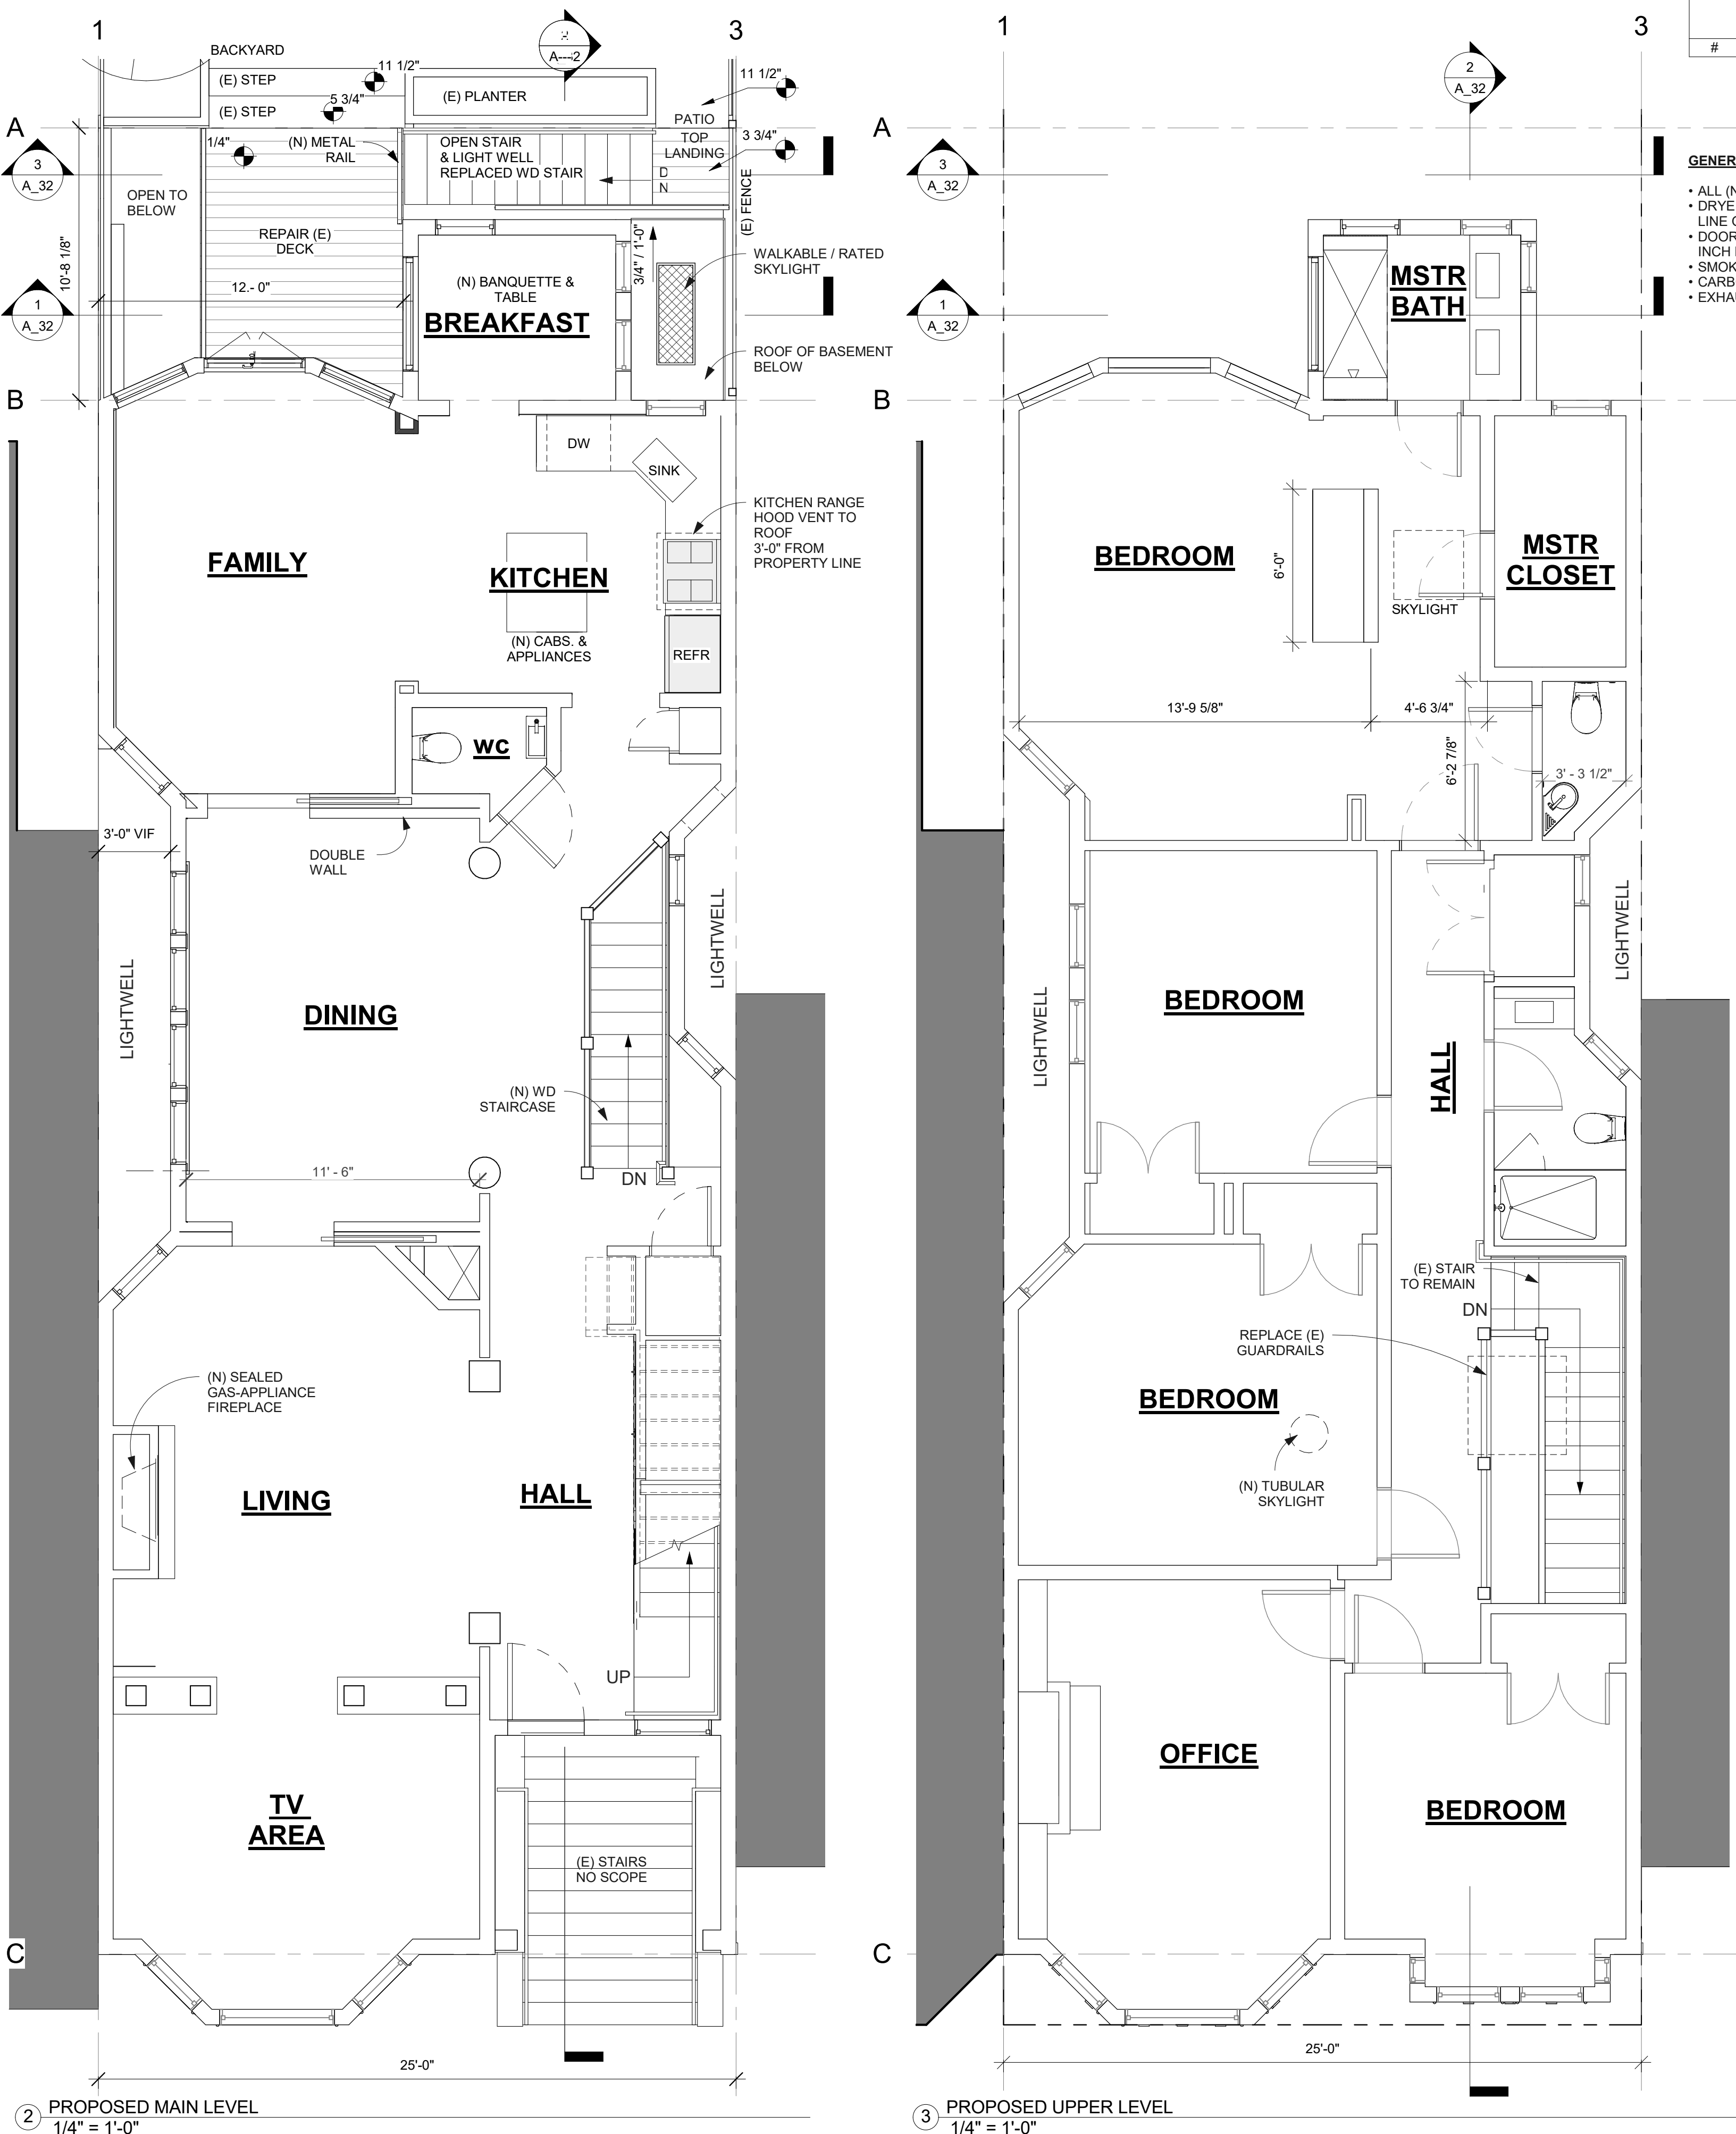 1
3
BACKYARD
A---2
(E) STEP
11 1/2"
(E) STEP
5 3/4"
(E) PLANTER
11 1/2"
PATIO
A
1/4"
(N) METAL
RAIL
OPEN STAIR
& LIGHT WELL
REPLACED WD STAIR
TOP
LANDING
3 3/4"
D
N
3
A_32
OPEN TO
BELOW
(E) FENCE
REPAIR (E)
DECK
10'-8 1/8"
12.- 0"
3/4" / 1'-0"
WALKABLE / RATED
SKYLIGHT
(N) BANQUETTE &
TABLE
BREAKFAST
1
A_32
ROOF OF BASEMENT
BELOW
B
DW
SINK
KITCHEN RANGE
HOOD VENT TO
ROOF
3'-0" FROM
PROPERTY LINE
FAMILY
KITCHEN
(N) CABS. &
APPLIANCES
REFR
WC
3'-0" VIF
DOUBLE
WALL
LIGHTWELL
LIGHTWELL
DINING
(N) WD
STAIRCASE
11' - 6"
DN
(N) SEALED
GAS-APPLIANCE
FIREPLACE
LIVING
HALL
UP
TV
AREA
(E) STAIRS
NO SCOPE
C
25'-0"
2
PROPOSED MAIN LEVEL
1/4" = 1'-0"
1
3
#
2
A_32
A
3
A_32
GENER
• ALL (N
• DRYE
LINE C
• DOOR
INCH
• SMOK
• CARB
• EXHA
MSTR
BATH
1
A_32
B
BEDROOM
6'-0"
SKYLIGHT
MSTR
CLOSET
13'-9 5/8"
4'-6 3/4"
6'-2 7/8"
3' - 3 1/2"
LIGHTWELL
LIGHTWELL
BEDROOM
HALL
(E) STAIR
TO REMAIN
DN
REPLACE (E)
GUARDRAILS
BEDROOM
(N) TUBULAR
SKYLIGHT
OFFICE
BEDROOM
C
25'-0"
3
PROPOSED UPPER LEVEL
1/4" = 1'-0"